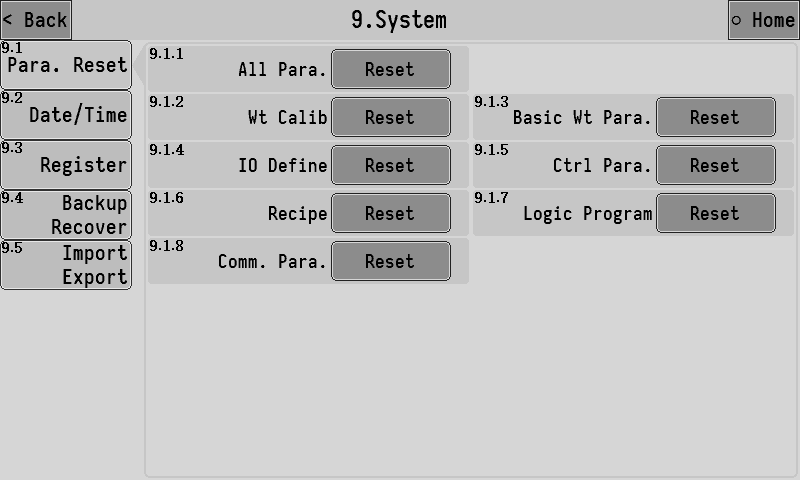 < Back
9.System
○ Home
9.1
Para. Reset
9.2
Date/Time
9.3
Register
9.4
Backup
Recover
9.5
Import
Export
9.1.1
All Para.
Reset
9.1.2
Wt Calib
Reset
9.1.3
Basic Wt Para.
Reset
9.1.4
IO Define
Reset
9.1.5
Ctrl Para.
Reset
9.1.6
Recipe
Reset
9.1.7
Logic Program
Reset
9.1.8
Comm. Para.
Reset